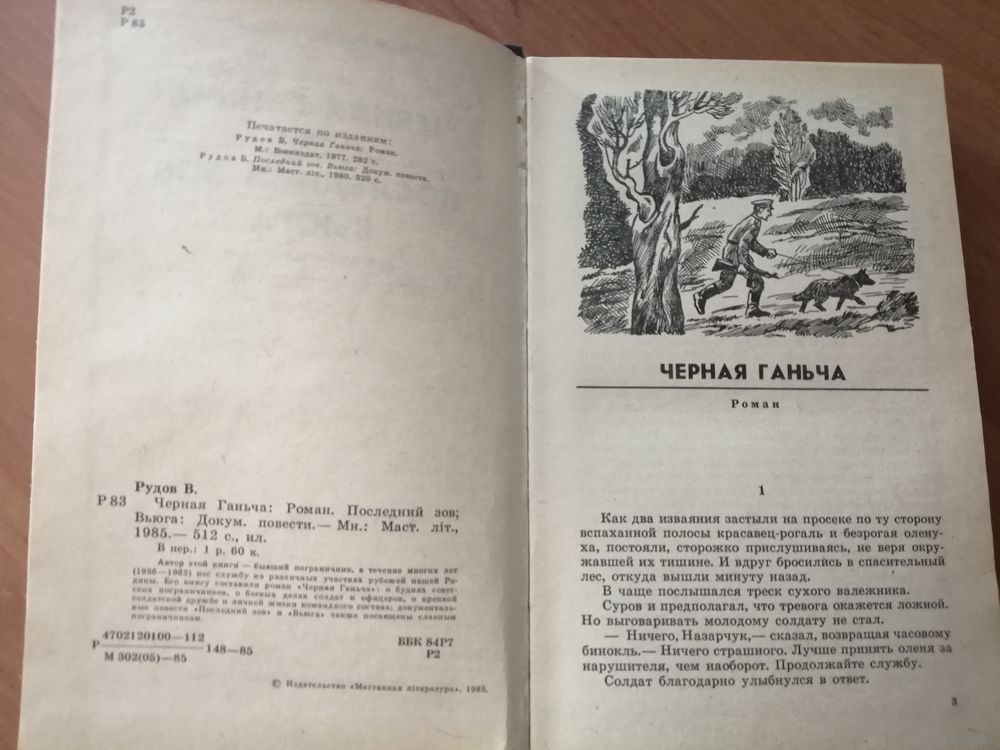 Р2
Р 83
Печатается по изданиям:
Рудов В. Черная Ганьча: Роман.
М.: Воениздат, 1977. 282 с.
Рудов В. Последний зов. Вьюга: Докум. повести.
Мн.: Маст. літ., 1980. 320 с.
Рудов В.
Р 83 Черная Ганьча: Роман. Последний зов;
Вьюга: Докум. повести.— Мн.: Маст. літ.,
1985.— 512 с., ил.
В пер.: 1 р. 60 к.
Автор этой книги — бывший пограничник, в течение многих лет
(1936—1962) нес службу на различных участках рубежей нашей Ро-
дины. Его книгу составили роман «Черная Ганьча»: о буднях совет-
ских пограничников, о боевых делах солдат и офицеров, о крепкой
солдатской дружбе и личной жизни командного состава; документаль-
ные повести «Последний зов» и «Вьюга» также посвящены славным
пограничникам.
Р 4702120100—112 148—85
М 302(05)—85
ББК 84Р7
Р2
© Издательство «Мастацкая літаратура», 1985.
ЧЕРНАЯ ГАНЬЧА
Роман
1
Как два изваяния застыли на просеке по ту сторону
вспаханной полосы красавец-рогаль и безрогая олену-
ха, постояли, сторожко прислушиваясь, не веря окру-
жавшей их тишине. И вдруг бросились в спасительный
лес, откуда вышли минуту назад.
В чаще послышался треск сухого валежника.
Суров и предполагал, что тревога окажется ложной.
Но выговаривать молодому солдату не стал.
— Ничего, Назарчук,— сказал, возвращая часовому
бинокль.— Ничего страшного. Лучше принять оленя за
нарушителя, чем наоборот. Продолжайте службу.
Солдат благодарно улыбнулся в ответ.
3